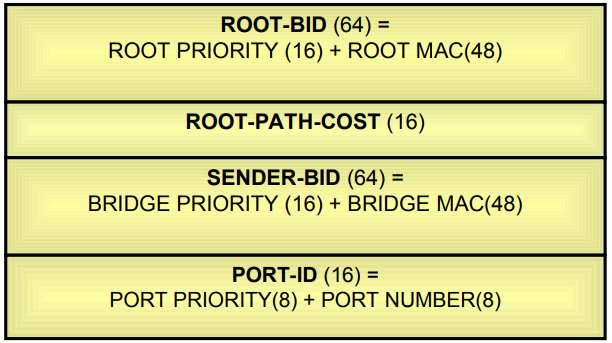 ROOT-BID (64) =
ROOT PRIORITY (16) + ROOT MAC(48)
ROOT-PATH-COST (16)
SENDER-BID (64) =
BRIDGE PRIORITY (16) + BRIDGE MAC(48)
PORT-ID (16) =
PORT PRIORITY(8) + PORT NUMBER(8)